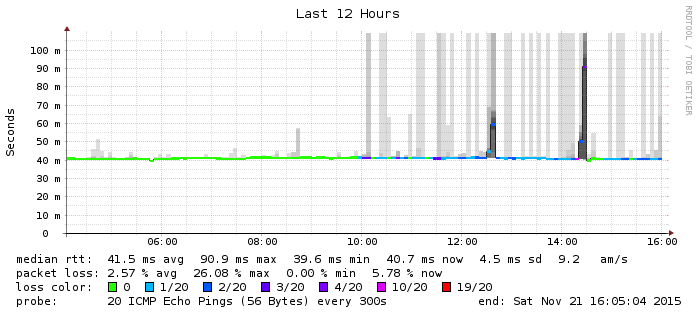 Last 12 Hours
RRDTOOL / TOBI OETIKER
Seconds
100 m
90 m
80 m
70 m
60 m
50 m
40 m
30 m
20 m
10 m
0
06:00 08:00 10:00 12:00 14:00 16:00
median rtt: 41.5 ms avg 90.9 ms max 39.6 ms min 40.7 ms now 4.5 ms sd 9.2 am/s
packet loss: 2.57 % avg 26.08 % max 0.00 % min 5.78 % now
loss color: 0 1/20 2/20 3/20 4/20 10/20 19/20
probe: 20 ICMP Echo Pings (56 Bytes) every 300s end: Sat Nov 21 16:05:04 2015